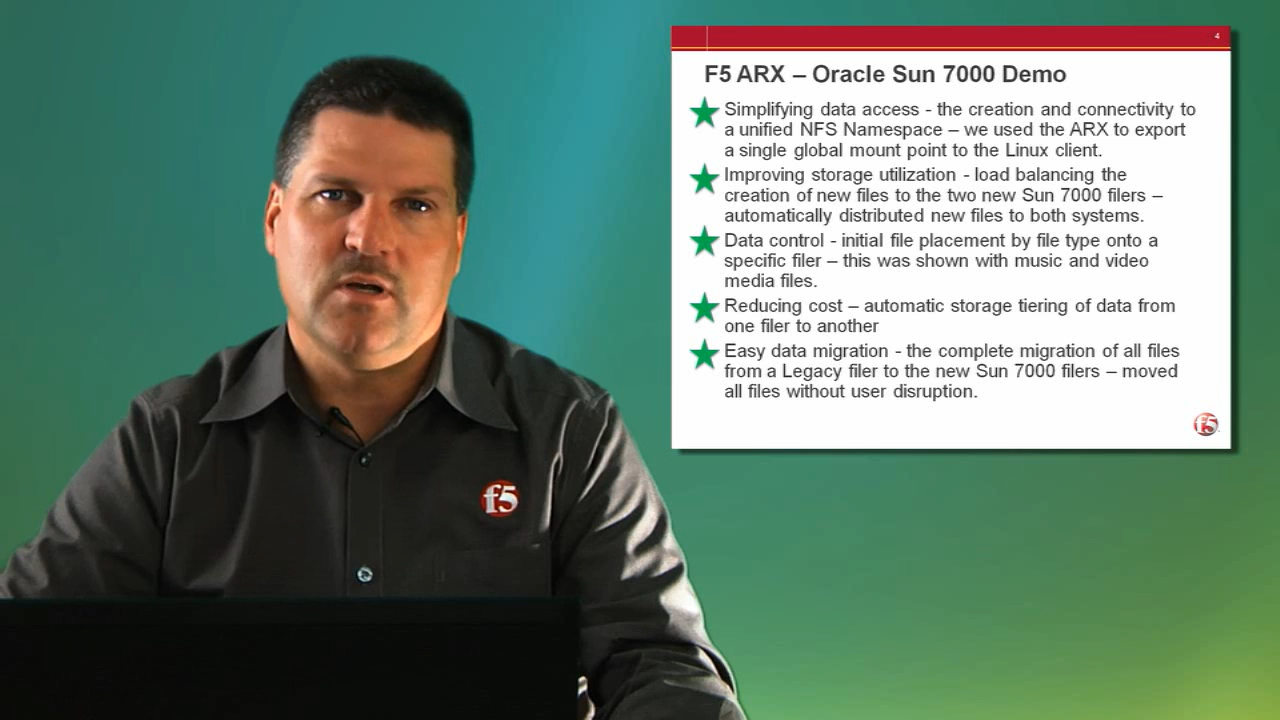 4
F5 ARX – Oracle Sun 7000 Demo
Simplifying data access - the creation and connectivity to
a unified NFS Namespace – we used the ARX to export
a single global mount point to the Linux client.
Improving storage utilization - load balancing the
creation of new files to the two new Sun 7000 filers –
automatically distributed new files to both systems.
Data control - initial file placement by file type onto a
specific filer – this was shown with music and video
media files.
Reducing cost – automatic storage tiering of data from
one filer to another
Easy data migration - the complete migration of all files
from a Legacy filer to the new Sun 7000 filers – moved
all files without user disruption.
f5
f5